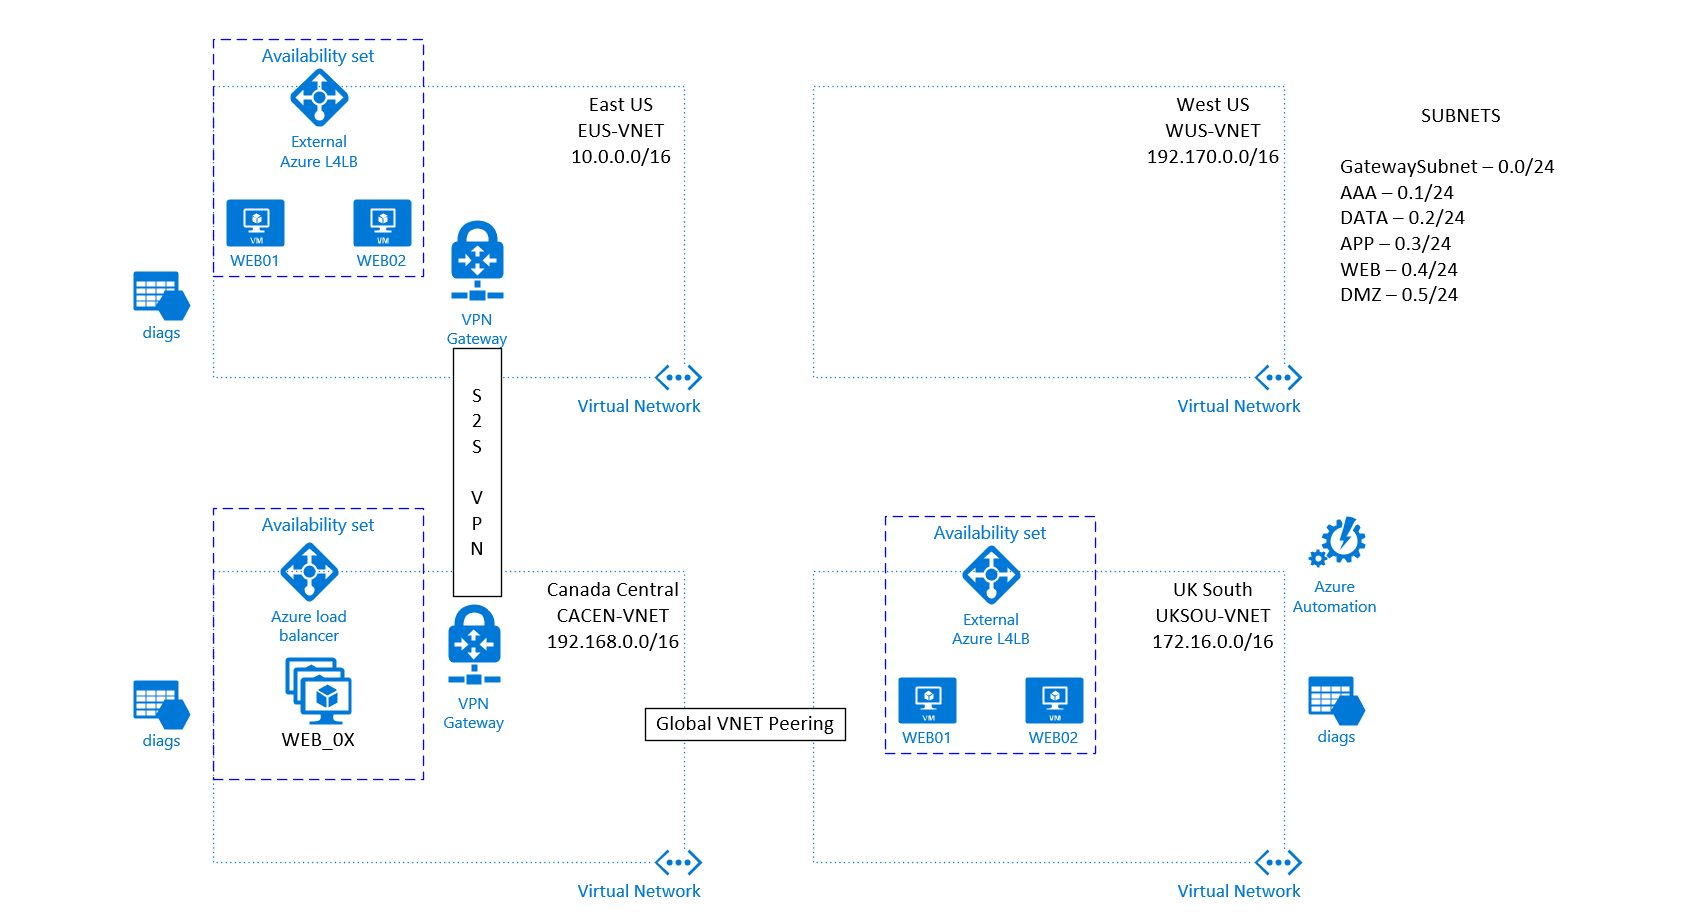 Availability set
External
Azure L4LB
VM
WEB01
VM
WEB02
diags
VPN
Gateway
East US
EUS-VNET
10.0.0.0/16
Virtual Network
West US
WUS-VNET
192.170.0.0/16
Virtual Network
SUBNETS
GatewaySubnet – 0.0/24
AAA – 0.1/24
DATA – 0.2/24
APP – 0.3/24
WEB – 0.4/24
DMZ – 0.5/24
S
2
S
V
P
N
Availability set
Azure load
balancer
WEB_0X
diags
VPN
Gateway
Canada Central
CACEN-VNET
192.168.0.0/16
Virtual Network
Global VNET Peering
Availability set
External
Azure L4LB
VM
WEB01
VM
WEB02
UK South
UKSOU-VNET
172.16.0.0/16
Virtual Network
Azure
Automation
diags